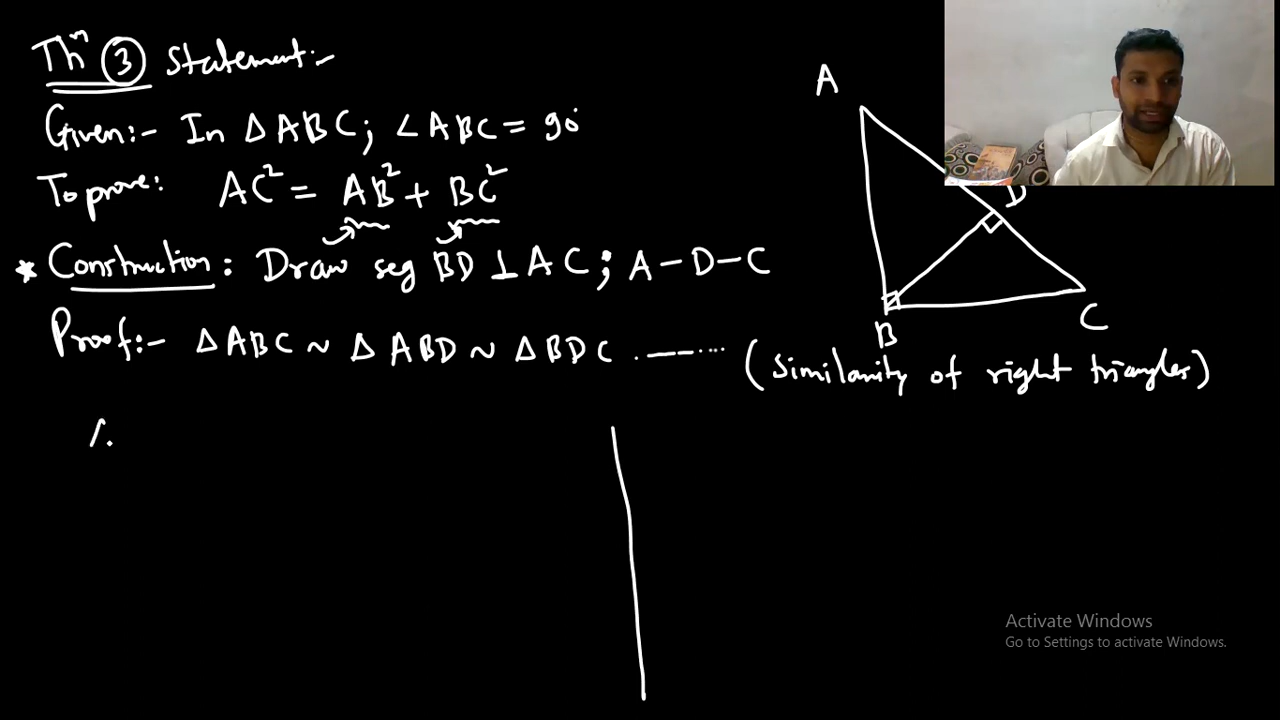 Thm ③ Statement:-
Given:- In Δ ABC; ∠ABC = 90°
To prove: AC² = AB² + BC²
* Construction: Draw seg BD ⊥ AC; A-D-C
Proof:- Δ ABC ~ Δ ABD ~ Δ BDC .——····
(Similarity of right triangles)
A
D
B
C
Activate Windows
Go to Settings to activate Windows.